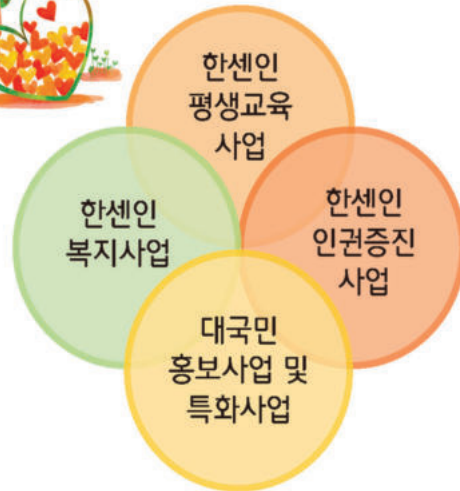 한센인
평생교육
사업
한센인
복지사업
한센인
인권증진
사업
대국민
홍보사업 및
특화사업